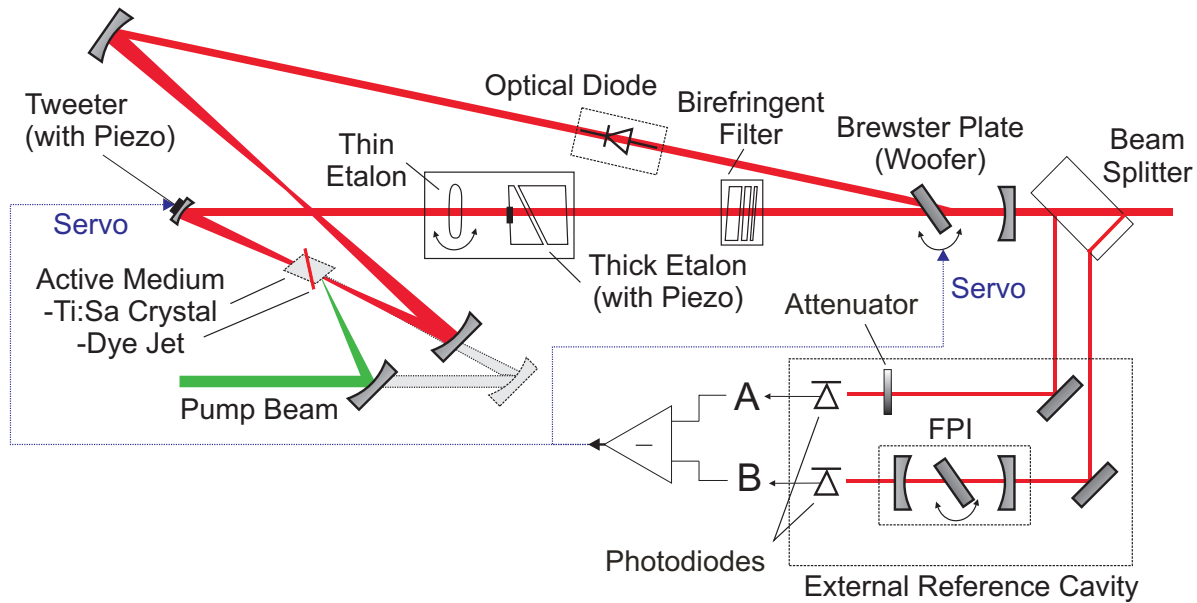 Optical Diode
Birefringent
Filter
Tweeter
(with Piezo)
Thin
Etalon
Brewster Plate
(Woofer)
Beam
Splitter
Servo
Thick Etalon
(with Piezo)
Servo
Active Medium
-Ti:Sa Crystal
-Dye Jet
Attenuator
Pump Beam
A
FPI
B
Photodiodes
External Reference Cavity